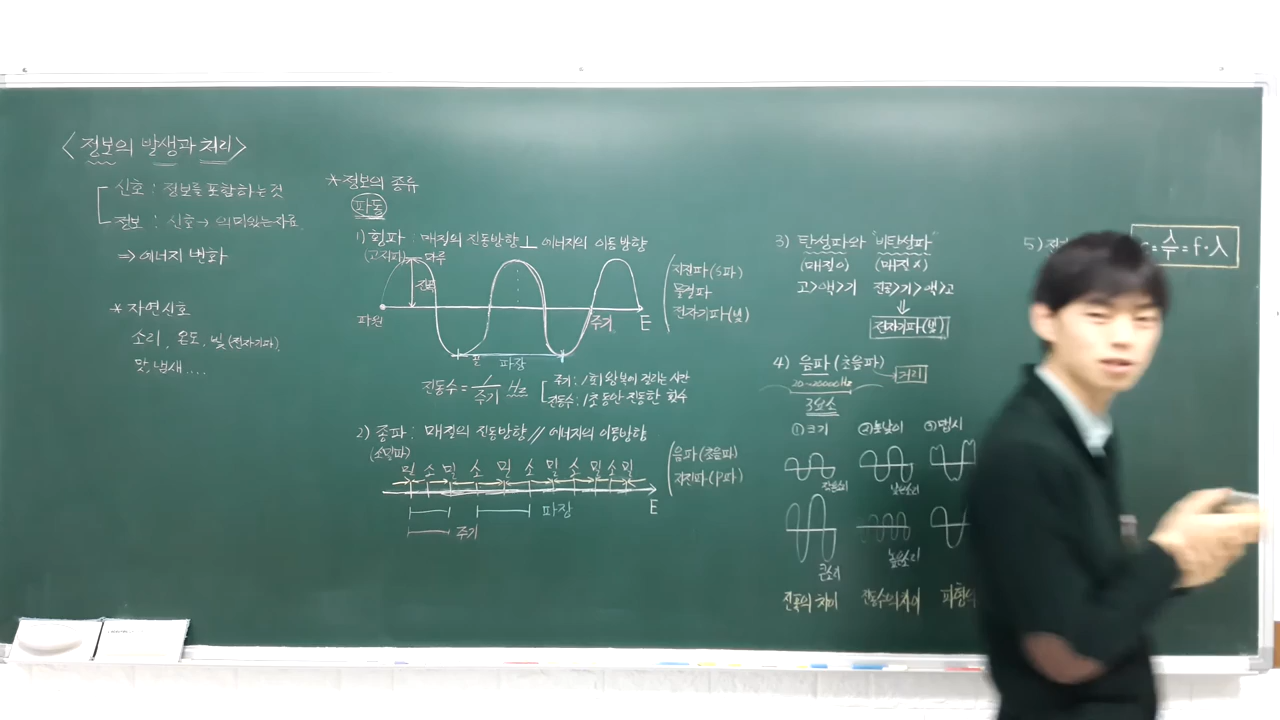 <정보의 발생과 처리>
신호 : 정보를 포함하는 것
정보 : 신호 → 의미있는 자료
⇒ 에너지 변화
* 자연신호
소리, 온도, 빛(전자기파)
맛, 냄새 ....
* 정보의 종류
파동
1) 횡파 : 매질의 진동방향 ⊥ 에너지의 이동방향
(고저파) 마루
진폭
파원
주기 E
골 파장
지진파(S파)
물결파
전자기파(빛)
진동수 = 1/주기 Hz
주기 : 1회 왕복에 걸리는 시간
진동수 : 1초 동안 진동한 횟수
2) 종파 : 매질의 진동방향 // 에너지의 이동방향
(소밀파)
밀 소 밀 소 밀 소 밀 소 밀 소 밀
파장 E
주기
음파(초음파)
지진파(P파)
3) 탄성파와 "비탄성파"
(매질o) (매질x)
고>액>기 진공>기>액>고
⇓
전자기파(빛)
4) 음파 (초음파)
20~20000Hz → 거리
3요소
① 크기 ② 높낮이 ③ 맵시
작은소리 낮은소리
큰소리 높은소리
진폭의 차이 진동수의 차이 파형의
5)
= λ/T = f·λ